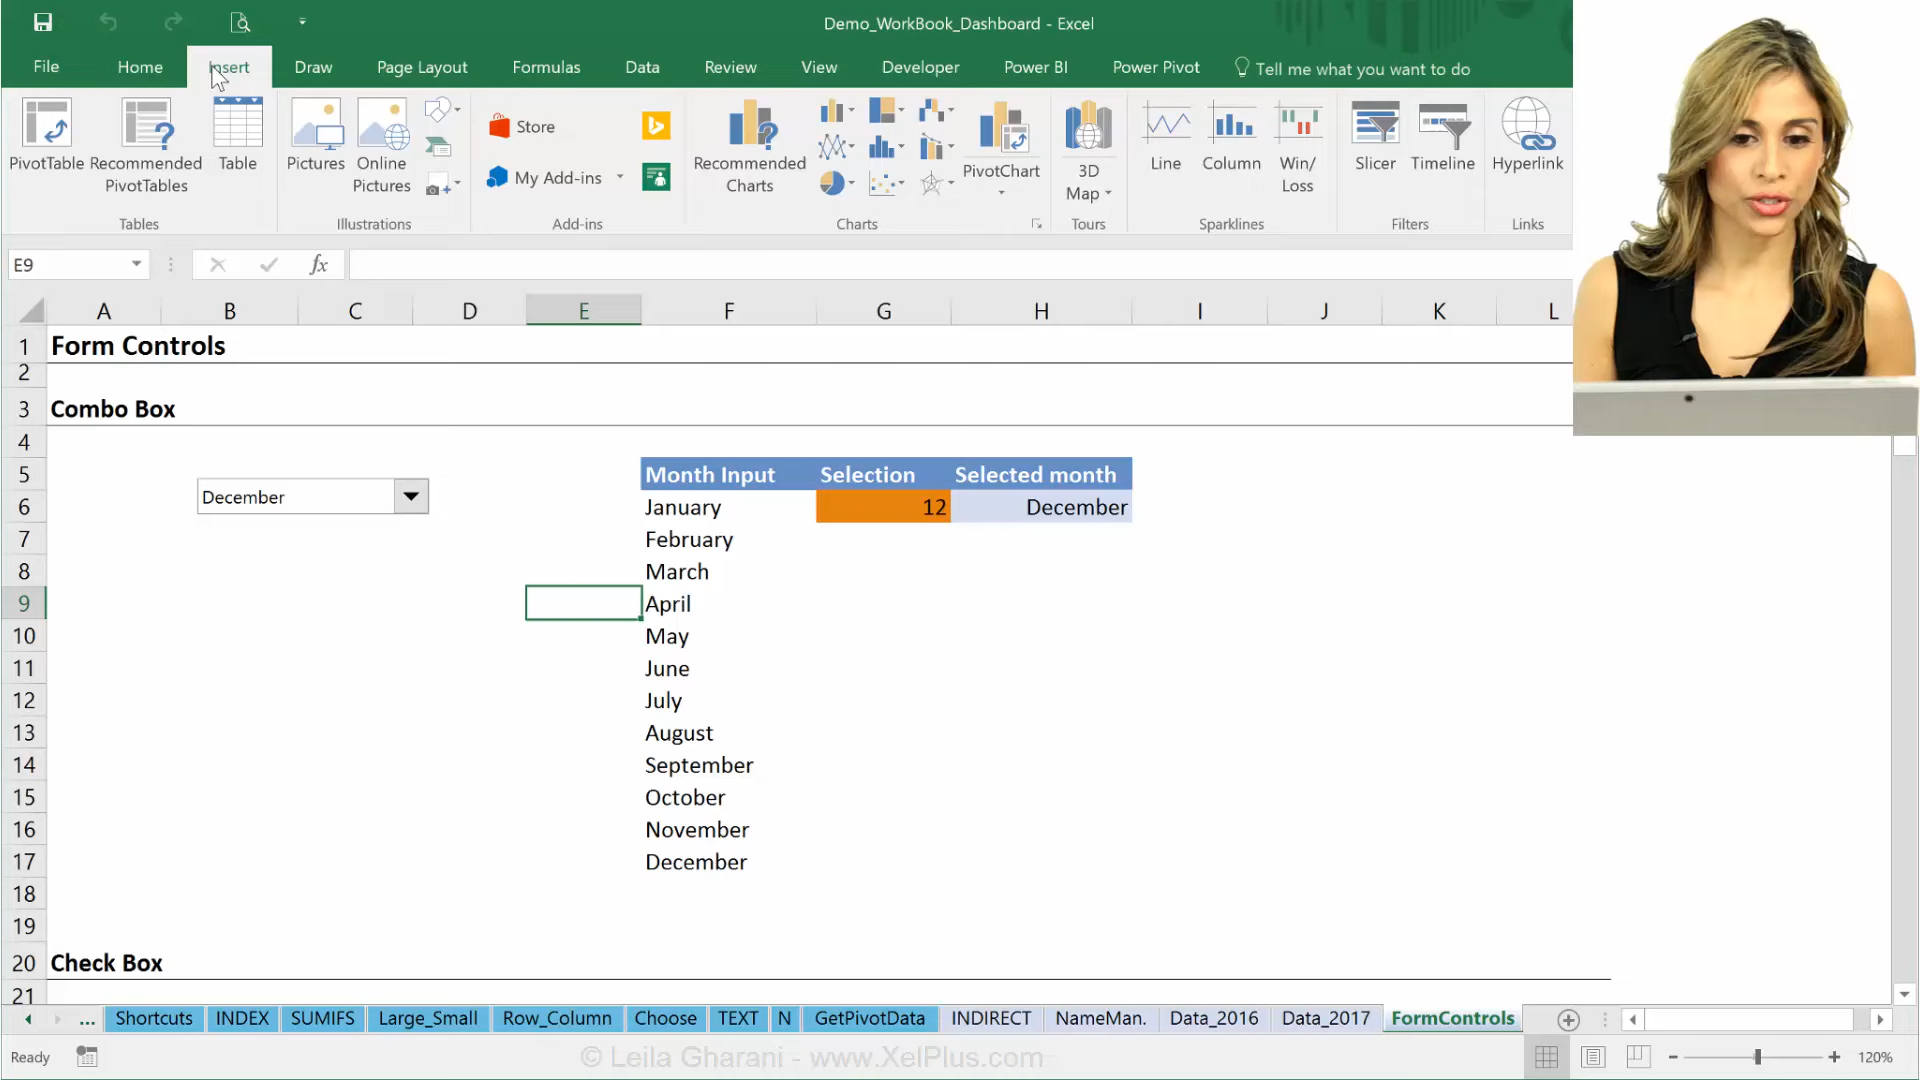 Demo_WorkBook_Dashboard - Excel
File Home Insert Draw Page Layout Formulas Data Review View Developer Power BI Power Pivot Tell me what you want to do
PivotTable Recommended PivotTables Table Pictures Online Pictures Store My Add-ins Recommended Charts PivotChart 3D Map Line Column Win/Loss Slicer Timeline Hyperlink
Tables Illustrations Add-ins Charts Tours Sparklines Filters Links
E9 fx
A B C D E F G H I J K L
1 Form Controls
2
3 Combo Box
4
5 Month Input Selection Selected month
December
6 January 12 December
7 February
8 March
9 April
10 May
11 June
12 July
13 August
14 September
15 October
16 November
17 December
18
19
20 Check Box
21
... Shortcuts INDEX SUMIFS Large_Small Row_Column Choose TEXT N GetPivotData INDIRECT NameMan. Data_2016 Data_2017 FormControls
Ready © Leila Gharani - www.XelPlus.com 120%